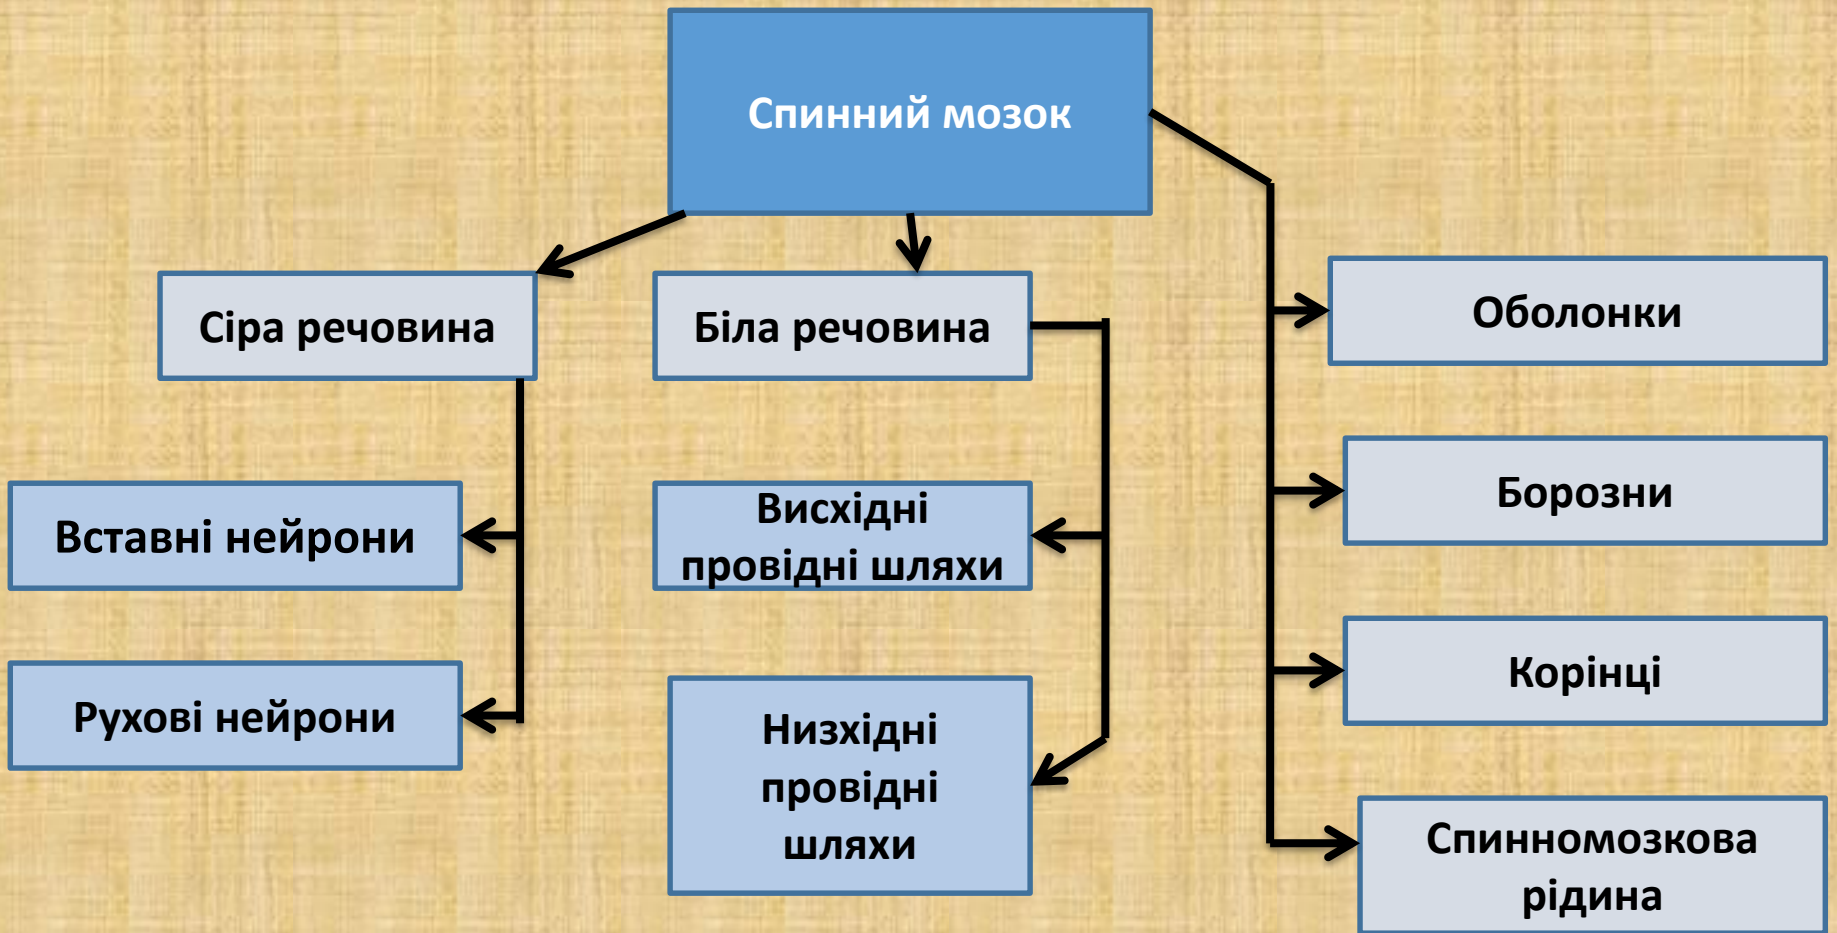 Спинний мозок
Сіра речовина
Біла речовина
Оболонки
Вставні нейрони
Висхідні
провідні шляхи
Борозни
Рухові нейрони
Низхідні
провідні
шляхи
Корінці
Спинномозкова
рідина